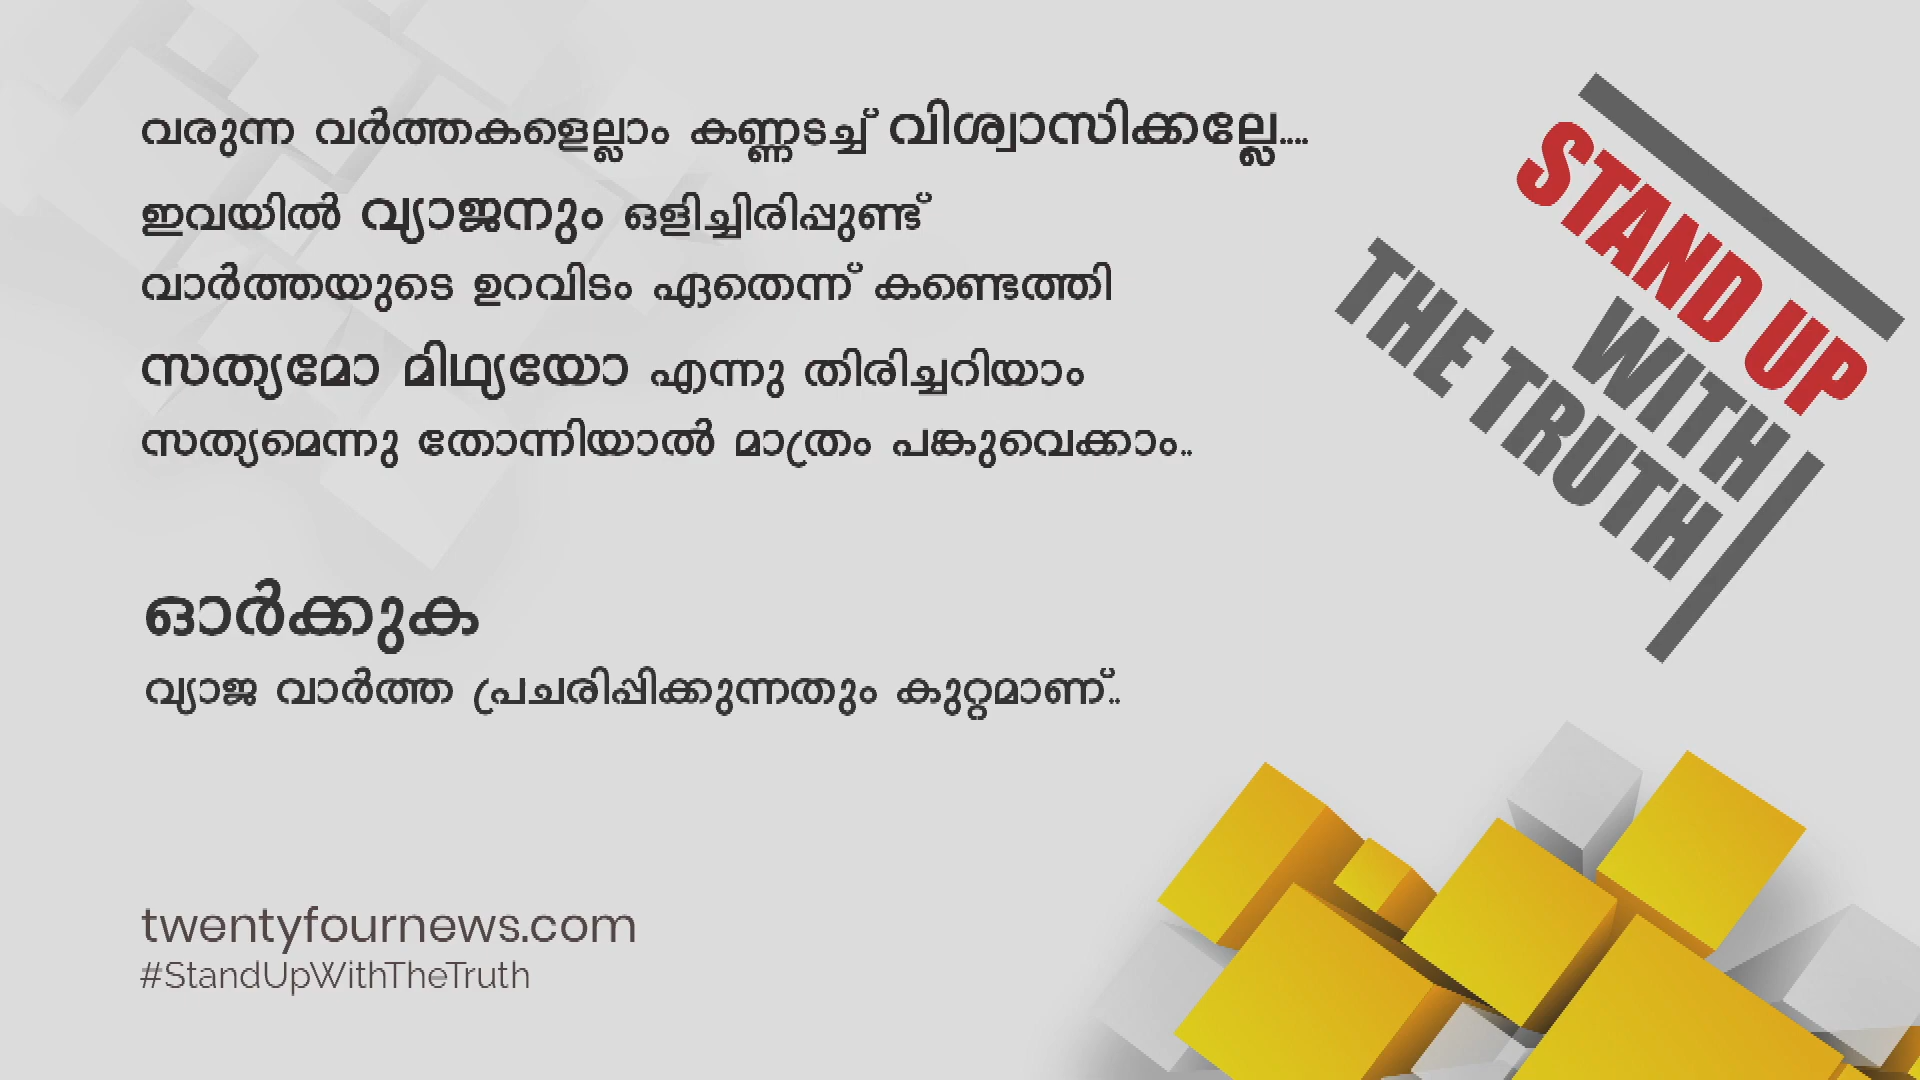 വരുന്ന വർത്തകളെല്ലാം കണ്ണടച്ച് വിശ്വാസിക്കല്ലേ....
ഇവയിൽ വ്യാജനും ഒളിച്ചിരിപ്പുണ്ട്
വാർത്തയുടെ ഉറവിടം ഏതെന്ന് കണ്ടെത്തി
സത്യമോ മിഥ്യയോ എന്നു തിരിച്ചറിയാം
സത്യമെന്നു തോന്നിയാൽ മാത്രം പങ്കുവെക്കാം..
ഓർക്കുക
വ്യാജ വാർത്ത പ്രചരിപ്പിക്കുന്നതും കുറ്റമാണ്..
twentyfournews.com
#StandUpWithTheTruth
STAND UP
WITH
THE TRUTH